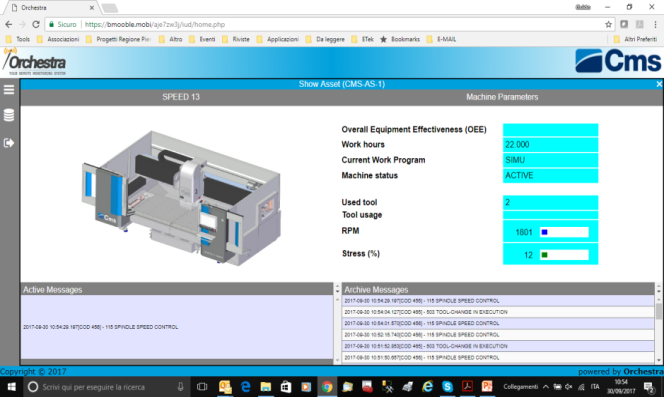 Orchestra
Sicuro | https://bmooble.mobi/aje7zw3j/iud/home.php
Tools Associazioni Progetti Regione Pie Altro Eventi Riviste Applicazioni Da leggere ETek Bookmarks E-MAIL Altri Preferiti
Orchestra
YOUR REMOTE MONITORING SYSTEM
Cms
Show Asset (CMS-AS-1)
SPEED 13 Machine Parameters
Overall Equipment Effectiveness (OEE)
Work hours 22.000
Current Work Program SIMU
Machine status ACTIVE
Used tool 2
Tool usage
RPM 1801
Stress (%) 12
Cms
Active Messages Archive Messages
2017-09-30 10:54:29.197[COD 456] - 115 SPINDLE SPEED CONTROL
2017-09-30 10:54:29.197[COD 456] - 115 SPINDLE SPEED CONTROL
2017-09-30 10:54:04.127[COD 456] - 503 TOOL-CHANGE IN EXECUTION
2017-09-30 10:54:01.570[COD 456] - 115 SPINDLE SPEED CONTROL
2017-09-30 10:52:15.740[COD 456] - 115 SPINDLE SPEED CONTROL
2017-09-30 10:51:52.853[COD 456] - 503 TOOL-CHANGE IN EXECUTION
2017-09-30 10:51:50.657[COD 456] - 115 SPINDLE SPEED CONTROL
Copyright © 2017 powered by Orchestra
Scrivi qui per eseguire la ricerca Collegamenti ITA 10:54
30/09/2017